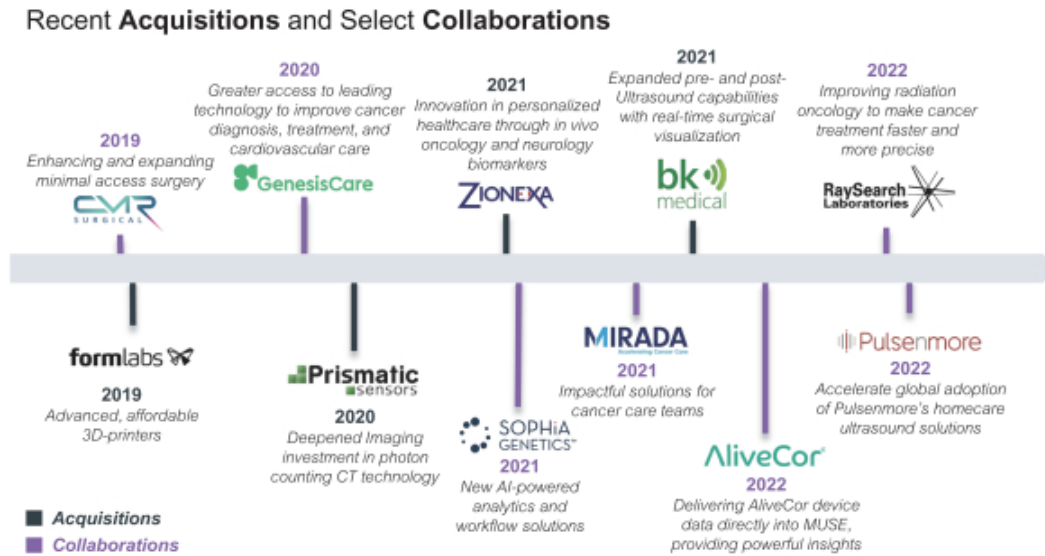 Recent Acquisitions and Select Collaborations
2019
Enhancing and expanding
minimal access surgery
CMR
SURGICAL
2020
Greater access to leading
technology to improve cancer
diagnosis, treatment, and
cardiovascular care
GenesisCare
2021
Innovation in personalized
healthcare through in vivo
oncology and neurology
biomarkers
ZIONEXA
2021
Expanded pre- and post-
Ultrasound capabilities
with real-time surgical
visualization
bk
medical
2022
Improving radiation
oncology to make cancer
treatment faster and
more precise
RaySearch
Laboratories
formlabs
2019
Advanced, affordable
3D-printers
Prismatic
sensors
2020
Deepened Imaging
investment in photon
counting CT technology
SOPHiA
GENETICS™
2021
New AI-powered
analytics and
workflow solutions
MIRADA
Accelerating Cancer Care
2021
Impactful solutions for
cancer care teams
AliveCor®
2022
Delivering AliveCor device
data directly into MUSE,
providing powerful insights
Pulsenmore
2022
Accelerate global adoption
of Pulsenmore's homecare
ultrasound solutions
Acquisitions
Collaborations